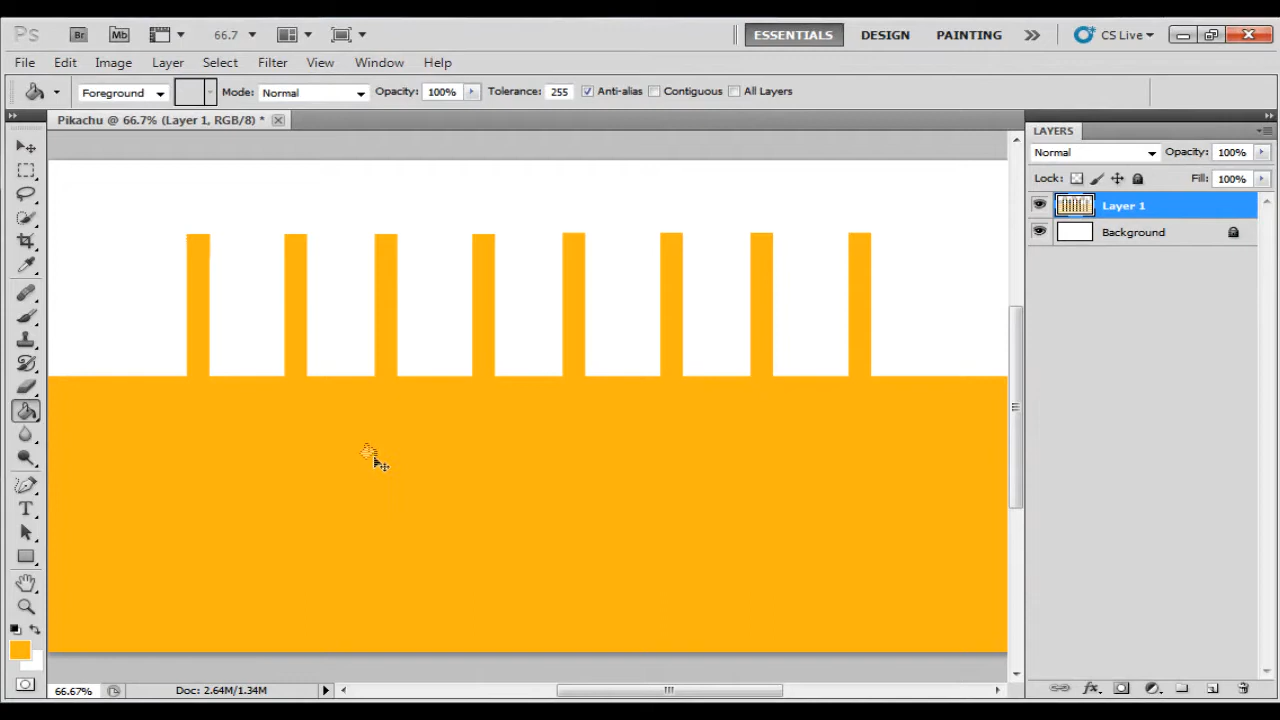 Ps Br Mb 66.7 ESSENTIALS DESIGN PAINTING CS Live
File Edit Image Layer Select Filter View Window Help
Foreground Mode: Normal Opacity: 100% Tolerance: 255 Anti-alias Contiguous All Layers
Pikachu @ 66.7% (Layer 1, RGB/8) *
LAYERS
Normal Opacity: 100%
Lock: Fill: 100%
Layer 1
Background
T
fx
66.67% Doc: 2.64M/1.34M